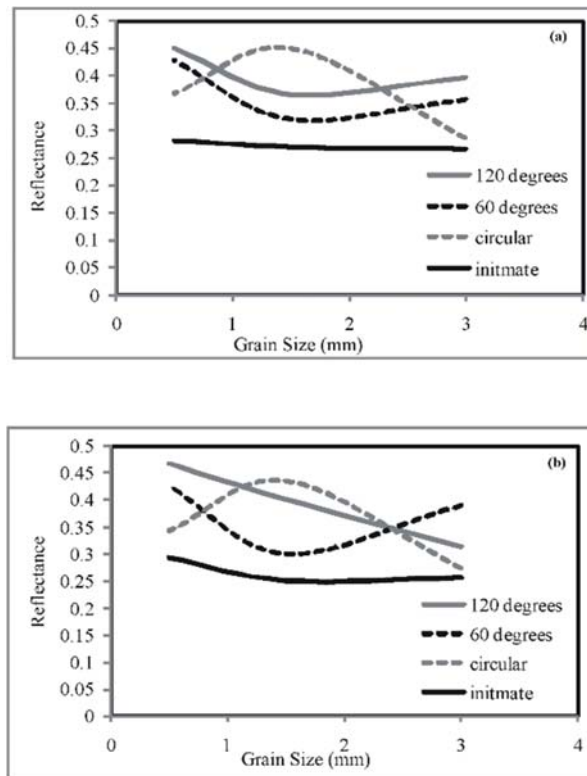 (a)
0.5
0.45
0.4
0.35
0.3
0.25
0.2
0.15
0.1
0.05
0
Reflectance
120 degrees
60 degrees
circular
initmate
0 1 2 3 4
Grain Size (mm)
(b)
0.5
0.45
0.4
0.35
0.3
0.25
0.2
0.15
0.1
0.05
0
Reflectance
120 degrees
60 degrees
circular
initmate
0 1 2 3 4
Grain Size (mm)